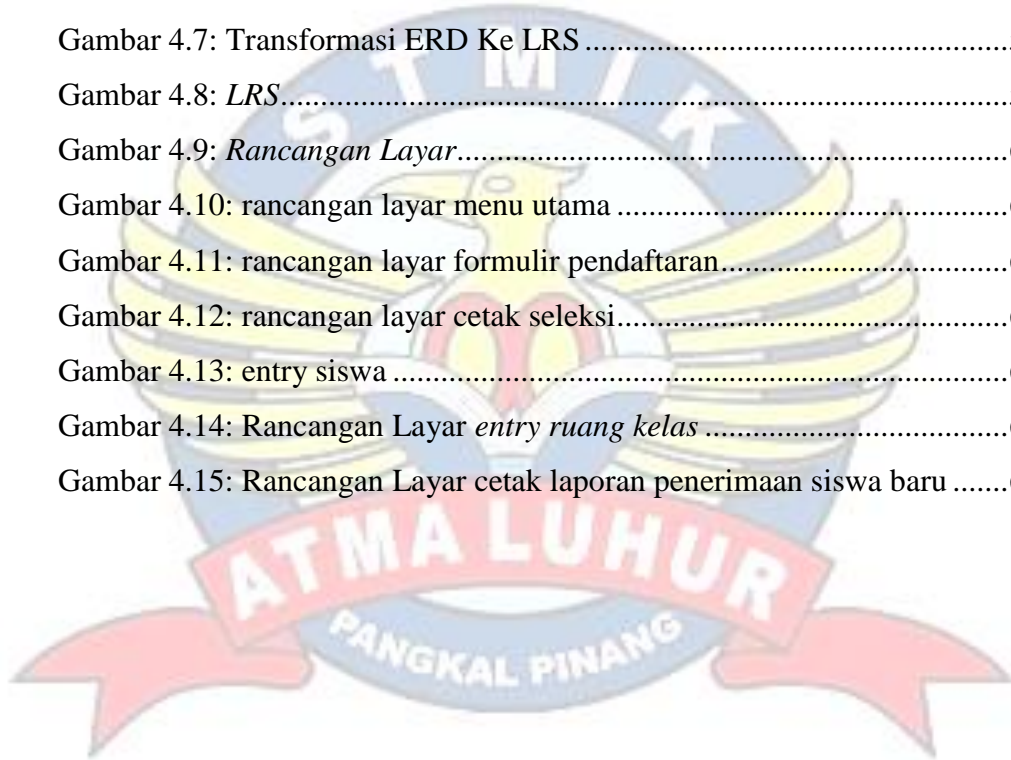 Gambar 4.7: Transformasi ERD Ke LRS
Gambar 4.8: LRS
Gambar 4.9: Rancangan Layar
Gambar 4.10: rancangan layar menu utama
Gambar 4.11: rancangan layar formulir pendaftaran
Gambar 4.12: rancangan layar cetak seleksi
Gambar 4.13: entry siswa
Gambar 4.14: Rancangan Layar entry ruang kelas
Gambar 4.15: Rancangan Layar cetak laporan penerimaan siswa baru
STMIK
ATMA LUHUR
PANGKAL PINANG